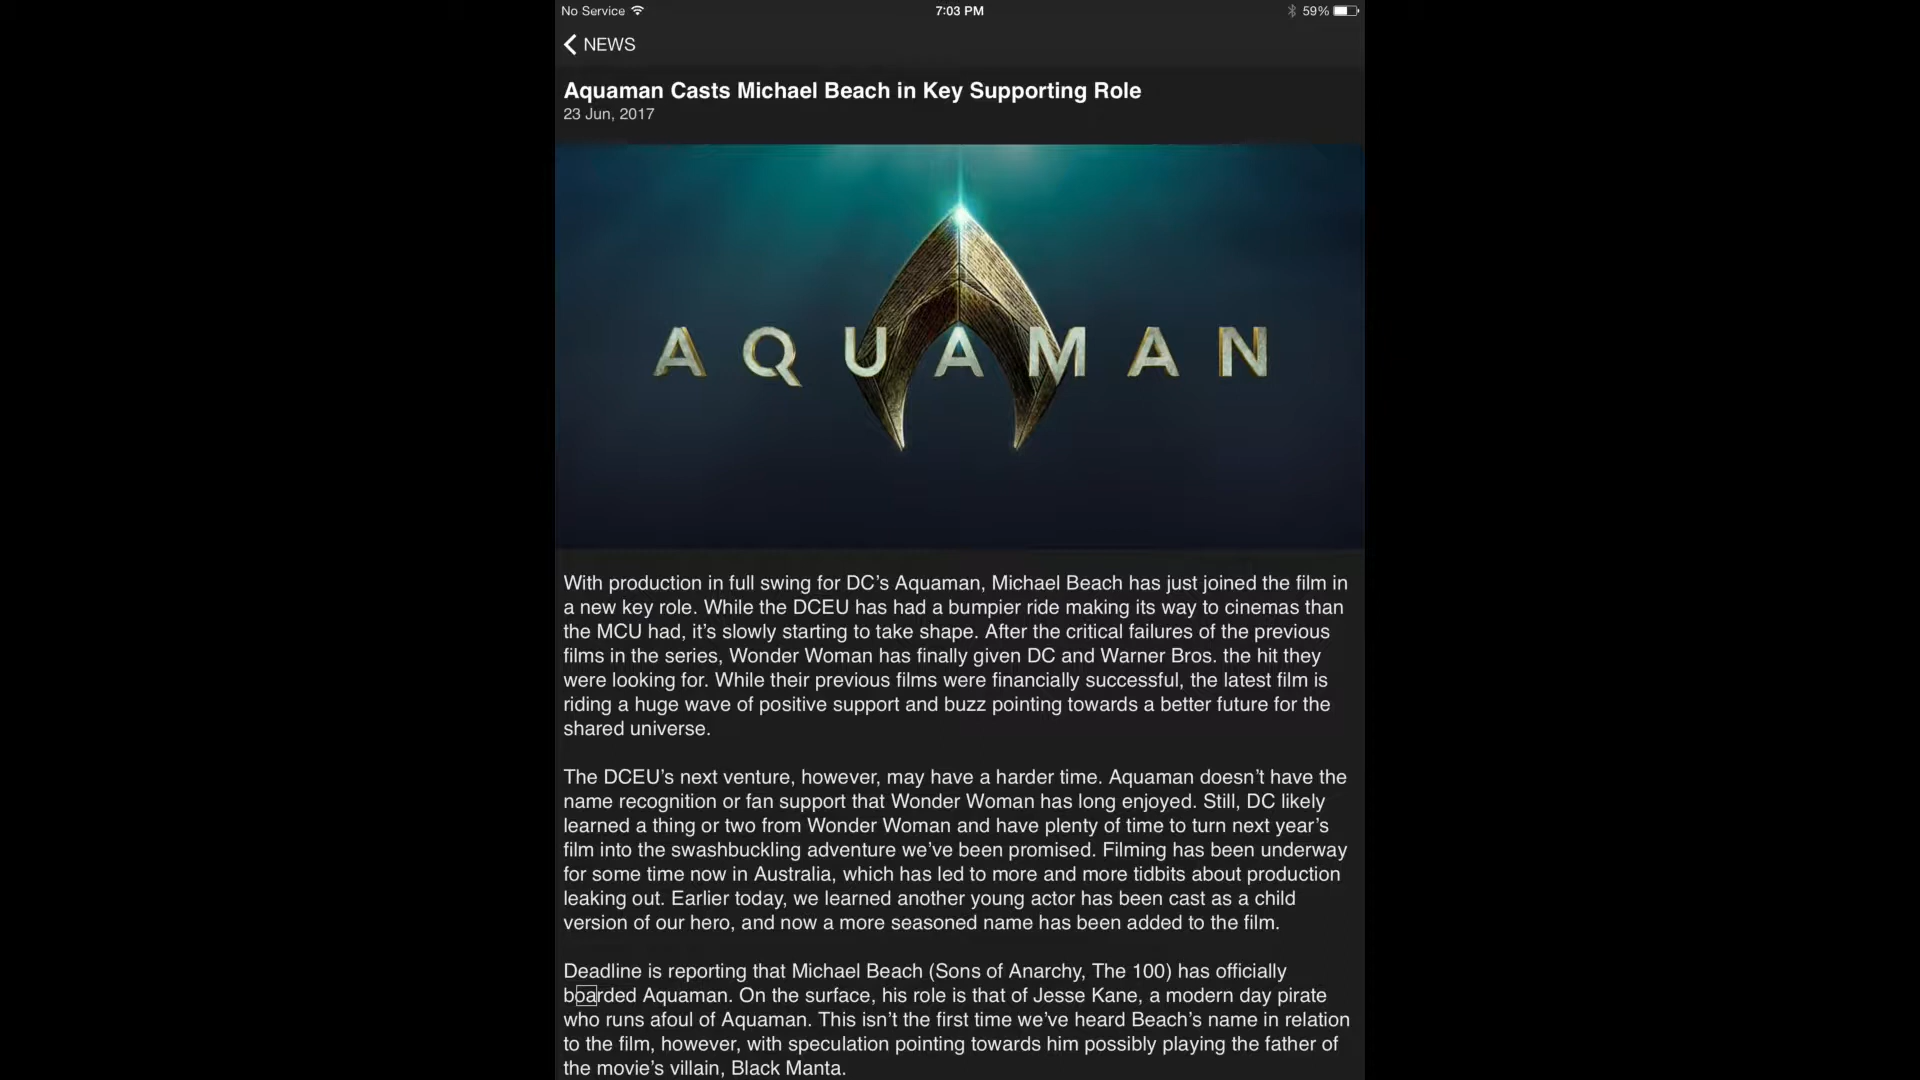 No Service
7:03 PM
59%
NEWS
Aquaman Casts Michael Beach in Key Supporting Role
23 Jun, 2017
AQUAMAN
With production in full swing for DC’s Aquaman, Michael Beach has just joined the film in
a new key role. While the DCEU has had a bumpier ride making its way to cinemas than
the MCU had, it’s slowly starting to take shape. After the critical failures of the previous
films in the series, Wonder Woman has finally given DC and Warner Bros. the hit they
were looking for. While their previous films were financially successful, the latest film is
riding a huge wave of positive support and buzz pointing towards a better future for the
shared universe.
The DCEU’s next venture, however, may have a harder time. Aquaman doesn’t have the
name recognition or fan support that Wonder Woman has long enjoyed. Still, DC likely
learned a thing or two from Wonder Woman and have plenty of time to turn next year’s
film into the swashbuckling adventure we’ve been promised. Filming has been underway
for some time now in Australia, which has led to more and more tidbits about production
leaking out. Earlier today, we learned another young actor has been cast as a child
version of our hero, and now a more seasoned name has been added to the film.
Deadline is reporting that Michael Beach (Sons of Anarchy, The 100) has officially
boarded Aquaman. On the surface, his role is that of Jesse Kane, a modern day pirate
who runs afoul of Aquaman. This isn’t the first time we’ve heard Beach’s name in relation
to the film, however, with speculation pointing towards him possibly playing the father of
the movie’s villain, Black Manta.